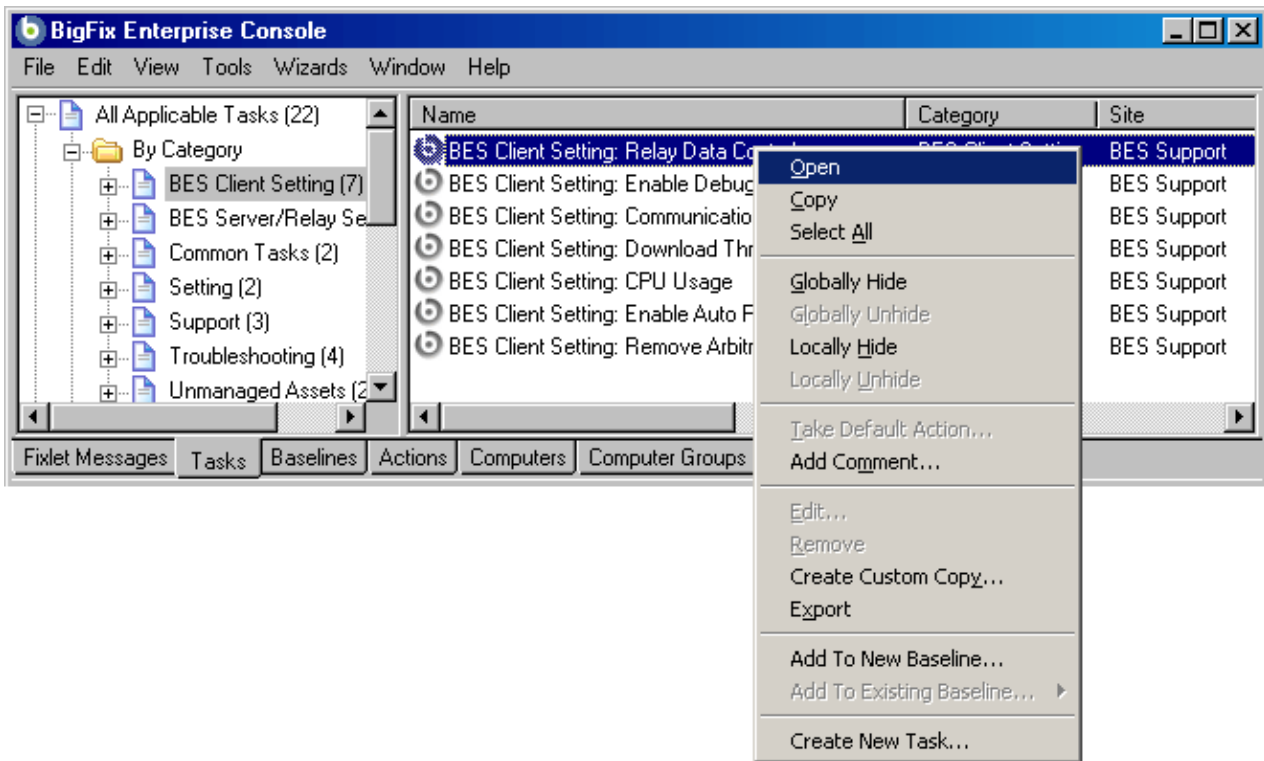 BigFix Enterprise Console
File Edit View Tools Wizards Window Help
All Applicable Tasks (22)
By Category
BES Client Setting (7)
BES Server/Relay Se
Common Tasks (2)
Setting (2)
Support (3)
Troubleshooting (4)
Unmanaged Assets (2
Name Category Site
BES Client Setting: Relay Data BES Support
BES Client Setting: Enable Debug BES Support
BES Client Setting: Communicatio BES Support
BES Client Setting: Download Thr BES Support
BES Client Setting: CPU Usage BES Support
BES Client Setting: Enable Auto F BES Support
BES Client Setting: Remove Arbitr BES Support
Open
Copy
Select All
Globally Hide
Globally Unhide
Locally Hide
Locally Unhide
Take Default Action...
Add Comment...
Edit...
Remove
Create Custom Copy...
Export
Add To New Baseline...
Add To Existing Baseline...
Create New Task...
Fixlet Messages Tasks Baselines Actions Computers Computer Groups